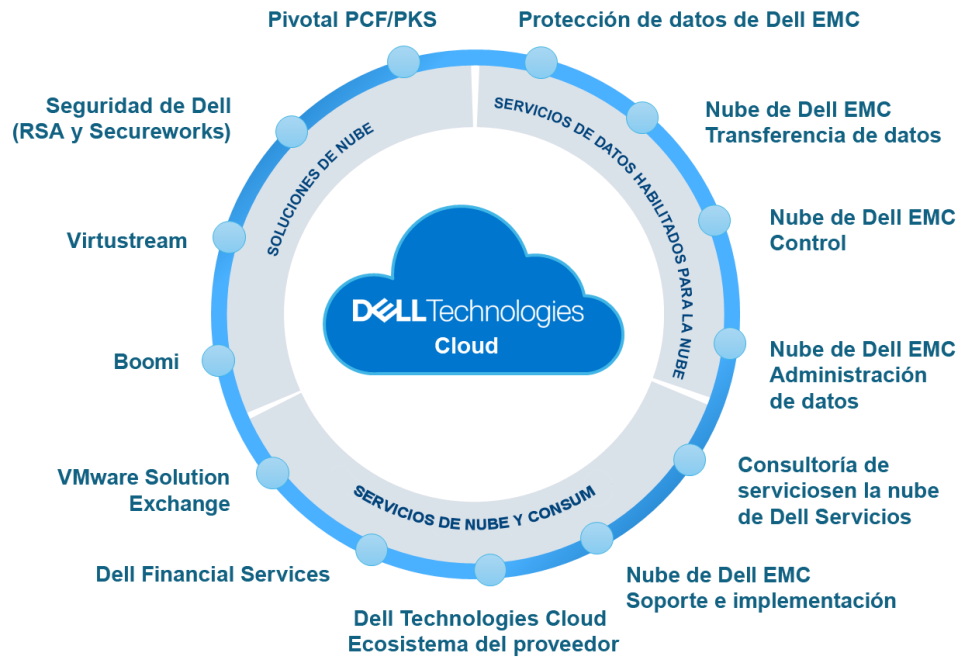 Pivotal PCF/PKS
Protección de datos de Dell EMC
Seguridad de Dell
(RSA y Secureworks)
Nube de Dell EMC
Transferencia de datos
Virtustream
Nube de Dell EMC
Control
Boomi
Nube de Dell EMC
Administración
de datos
VMware Solution
Exchange
Consultoría de
serviciosen la nube
de Dell Servicios
Dell Financial Services
Nube de Dell EMC
Soporte e implementación
Dell Technologies Cloud
Ecosistema del proveedor
SOLUCIONES DE NUBE
SERVICIOS DE DATOS HABILITADOS PARA LA NUBE
SERVICIOS DE NUBE Y CONSUM
DELL Technologies
Cloud